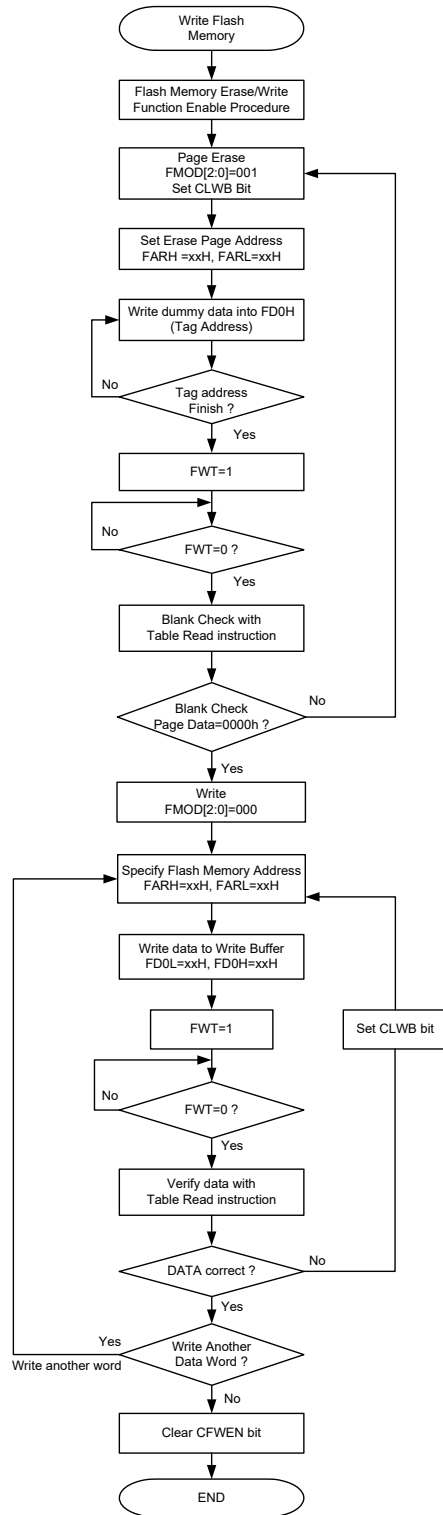 Write Flash
Memory
Flash Memory Erase/Write
Function Enable Procedure
Page Erase
FMOD[2:0]=001
Set CLWB Bit
Set Erase Page Address
FARH =xxH, FARL=xxH
Write dummy data into FD0H
(Tag Address)
No
Tag address
Finish ?
Yes
FWT=1
No
FWT=0 ?
Yes
Blank Check with
Table Read instruction
No
Blank Check
Page Data=0000h ?
Yes
Write
FMOD[2:0]=000
Specify Flash Memory Address
FARH=xxH, FARL=xxH
Write data to Write Buffer
FD0L=xxH, FD0H=xxH
FWT=1
Set CLWB bit
No
FWT=0 ?
Yes
Verify data with
Table Read instruction
No
DATA correct ?
Yes
Yes
Write another word
Write Another
Data Word ?
No
Clear CFWEN bit
END